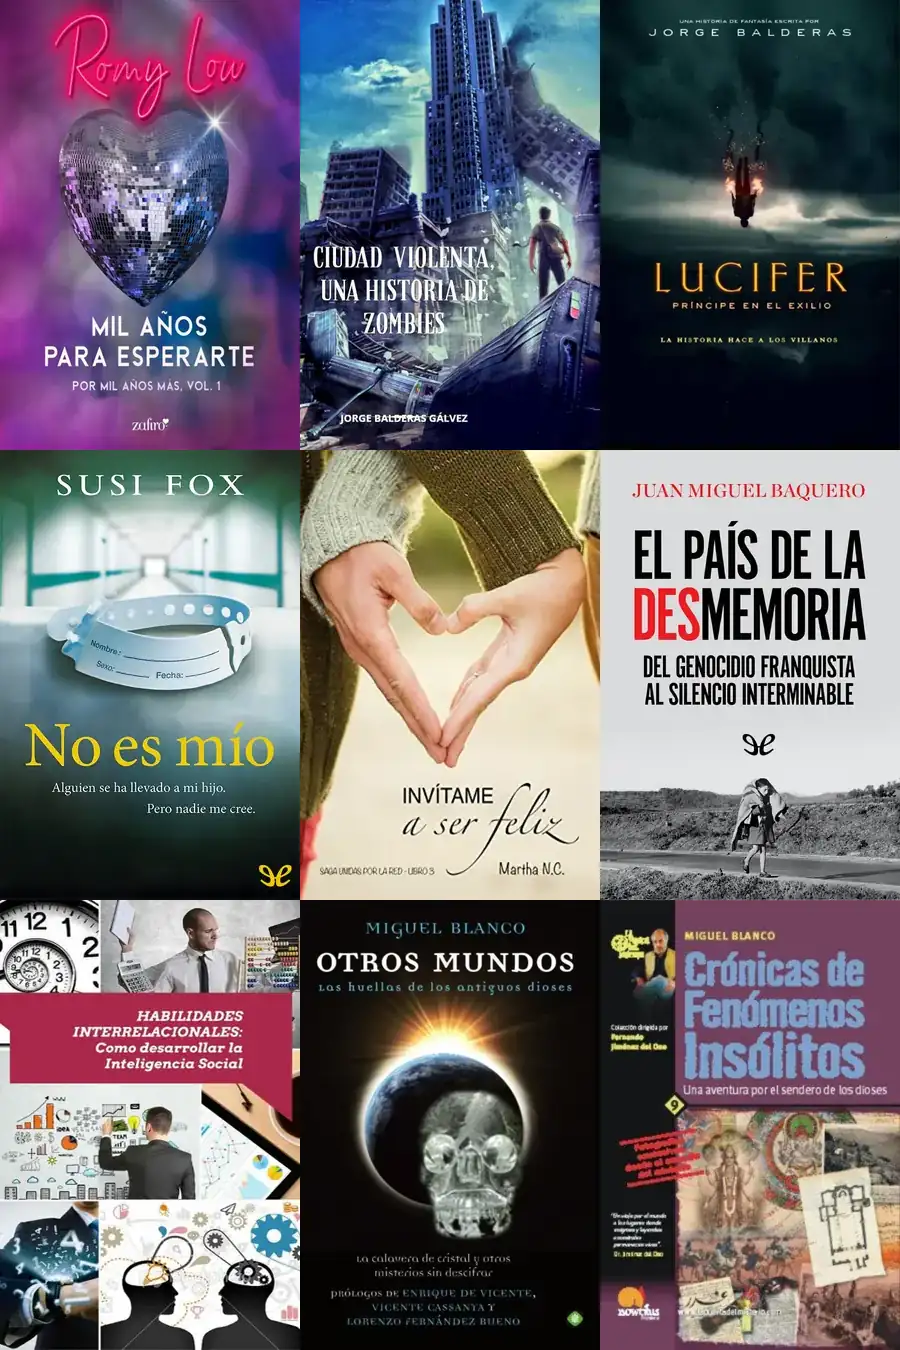 Romy Lou
MIL AÑOS
PARA ESPERARTE
POR MIL AÑOS MÁS, VOL. 1
zafiro
CIUDAD VIOLENTA,
UNA HISTORIA DE
ZOMBIES
JORGE BALDERAS GÁLVEZ
UNA HISTORIA DE FANTASÍA ESCRITA POR
JORGE BALDERAS
LUCIFER
PRÍNCIPE EN EL EXILIO
LA HISTORIA HACE A LOS VILLANOS
SUSI FOX
Nombre:
Sexo:
Fecha:
No es mío
Alguien se ha llevado a mi hijo.
Pero nadie me cree.
INVÍTAME
a ser feliz
SAGA UNIDAS POR LA RED - LIBRO 3
Martha N.C.
JUAN MIGUEL BAQUERO
EL PAÍS DE LA
DESMEMORIA
DEL GENOCIDIO FRANQUISTA
AL SILENCIO INTERMINABLE
HABILIDADES
INTERRELACIONALES:
Como desarrollar la
Inteligencia Social
TEAM
MIGUEL BLANCO
OTROS MUNDOS
Las huellas de los antiguos dioses
La calavera de cristal y otros
misterios sin descifrar
PRÓLOGOS DE ENRIQUE DE VICENTE,
VICENTE CASSANYA Y
LORENZO FERNÁNDEZ BUENO
MIGUEL BLANCO
Crónicas de
Fenómenos
Insólitos
Una aventura por el sendero de los dioses
Colección dirigida por
Fernando
Jiménez del Oso
9
nowtilus